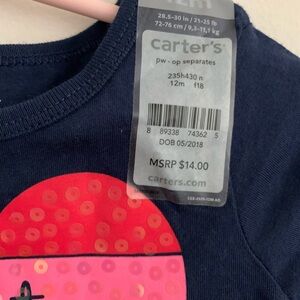 12m
28.5-30 in / 21-25 lb
72-76 cm / 9,3-11,1 kg
carter's
pw - op separates
235h430 n
12m f18
8 89338 74362 5
DOB 05/2018
MSRP $14.00
carters.com